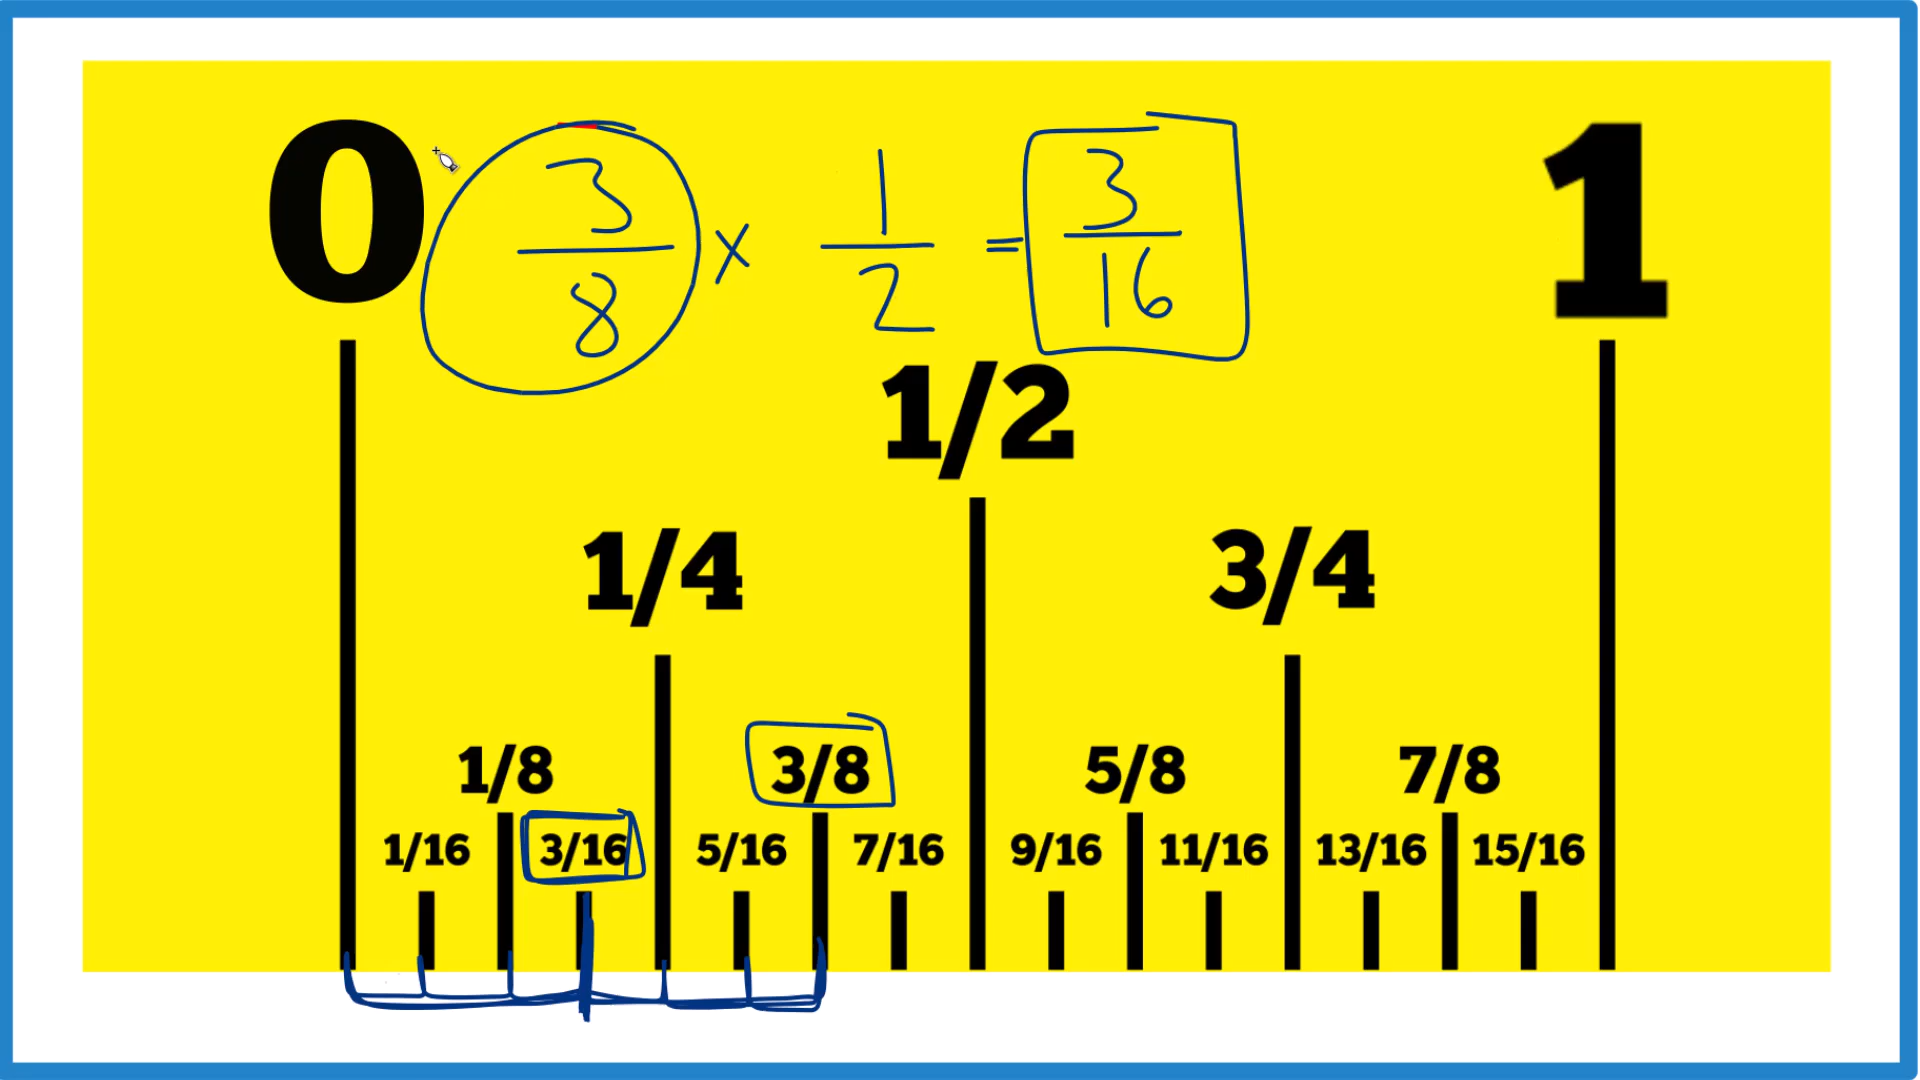 0 3/8 × 1/2 = 3/16 1
1/2
1/4 3/4
1/8 3/8 5/8 7/8
1/16 3/16 5/16 7/16 9/16 11/16 13/16 15/16